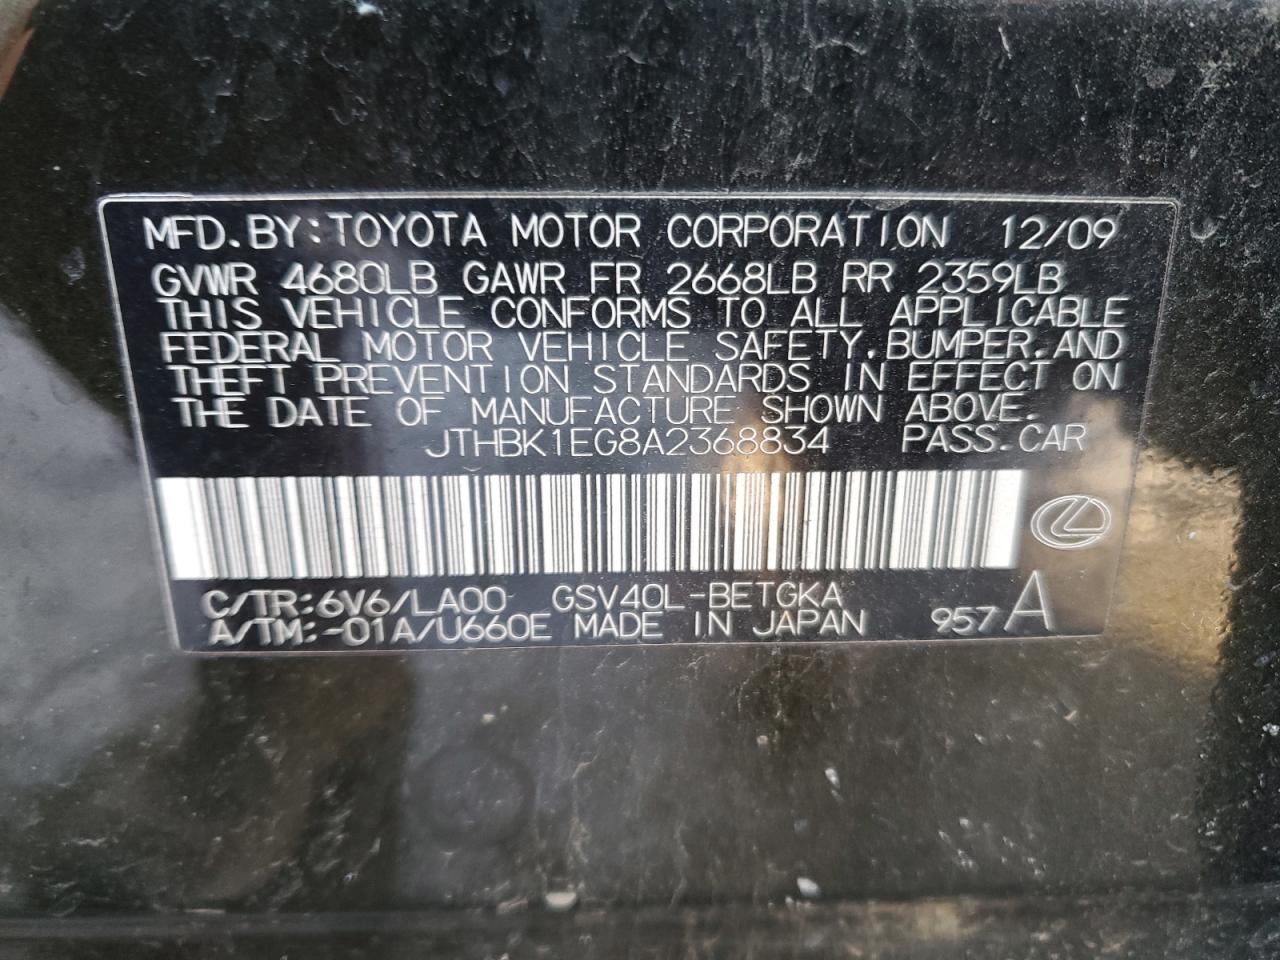 MFD.BY:TOYOTA MOTOR CORPORATION 12/09
GVWR 4680LB GAWR FR 2668LB RR 2359LB
THIS VEHICLE CONFORMS TO ALL APPLICABLE
FEDERAL MOTOR VEHICLE SAFETY,BUMPER,AND
THEFT PREVENTION STANDARDS IN EFFECT ON
THE DATE OF MANUFACTURE SHOWN ABOVE.
JTHBK1EG8A2368834 PASS.CAR
C/TR:6V6/LA00 GSV40L-BETGKA
A/TM:-01A/U660E MADE IN JAPAN 957A